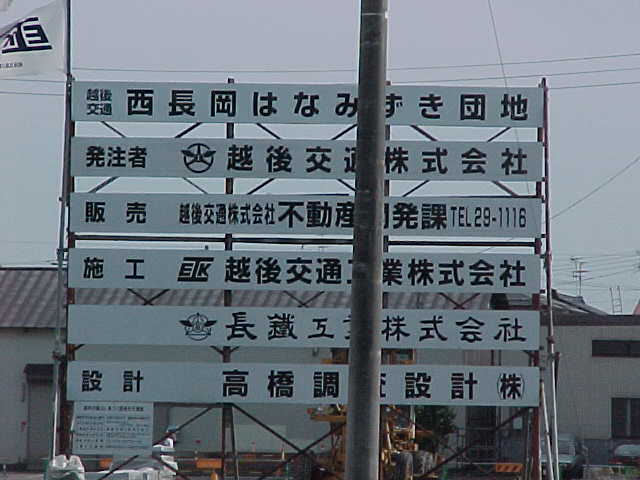 越後交通 西長岡はなみずき団地
発注者 越後交通株式会社
販売 越後交通株式会社 不動産開発課 TEL 29-1116
施工 ETK 越後交通工業株式会社
長鐵工業株式会社
設計 高橋調査設計(株)